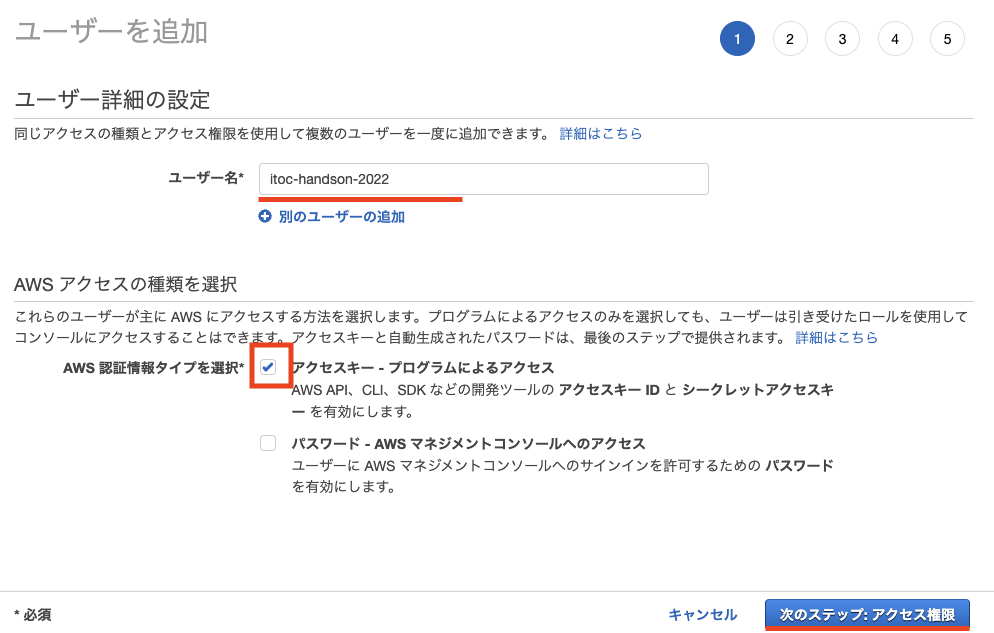 ユーザーを追加
1 2 3 4 5
ユーザー詳細の設定
同じアクセスの種類とアクセス権限を使用して複数のユーザーを一度に追加できます。 詳細はこちら
ユーザー名* itoc-handson-2022
別のユーザーの追加
AWS アクセスの種類を選択
これらのユーザーが主に AWS にアクセスする方法を選択します。プログラムによるアクセスのみを選択しても、ユーザーは引き受けたロールを使用して
コンソールにアクセスすることはできます。アクセスキーと自動生成されたパスワードは、最後のステップで提供されます。 詳細はこちら
AWS 認証情報タイプを選択* アクセスキー - プログラムによるアクセス
AWS API、CLI、SDK などの開発ツールの アクセスキー ID と シークレットアクセスキ
ー を有効にします。
パスワード - AWS マネジメントコンソールへのアクセス
ユーザーに AWS マネジメントコンソールへのサインインを許可するための パスワード
を有効にします。
* 必須 キャンセル 次のステップ: アクセス権限